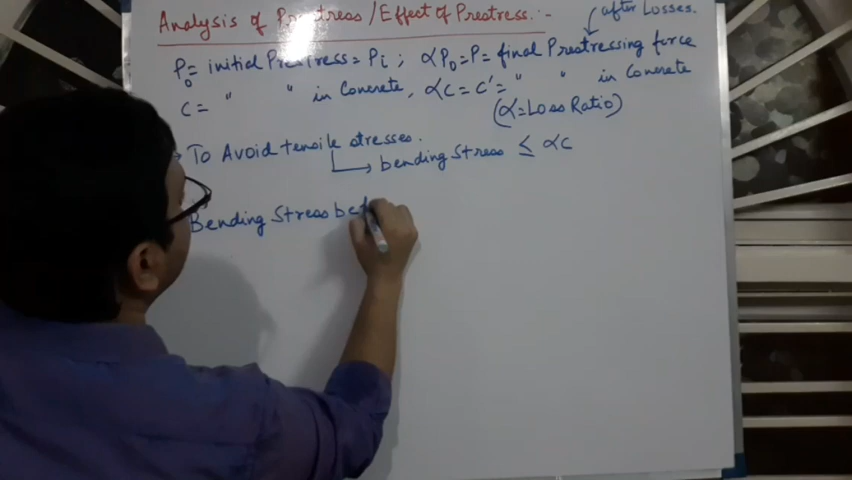 Analysis of Prestress / Effect of Prestress :-
after Losses.
P₀ = initial Prestress = Pi ; αP₀ = P = final Prestressing force
C = " " in Concrete, αC = C' = " " in Concrete
(α = Loss Ratio)
To Avoid tensile stresses.
bending Stress ≤ αC
Bending Stress bef